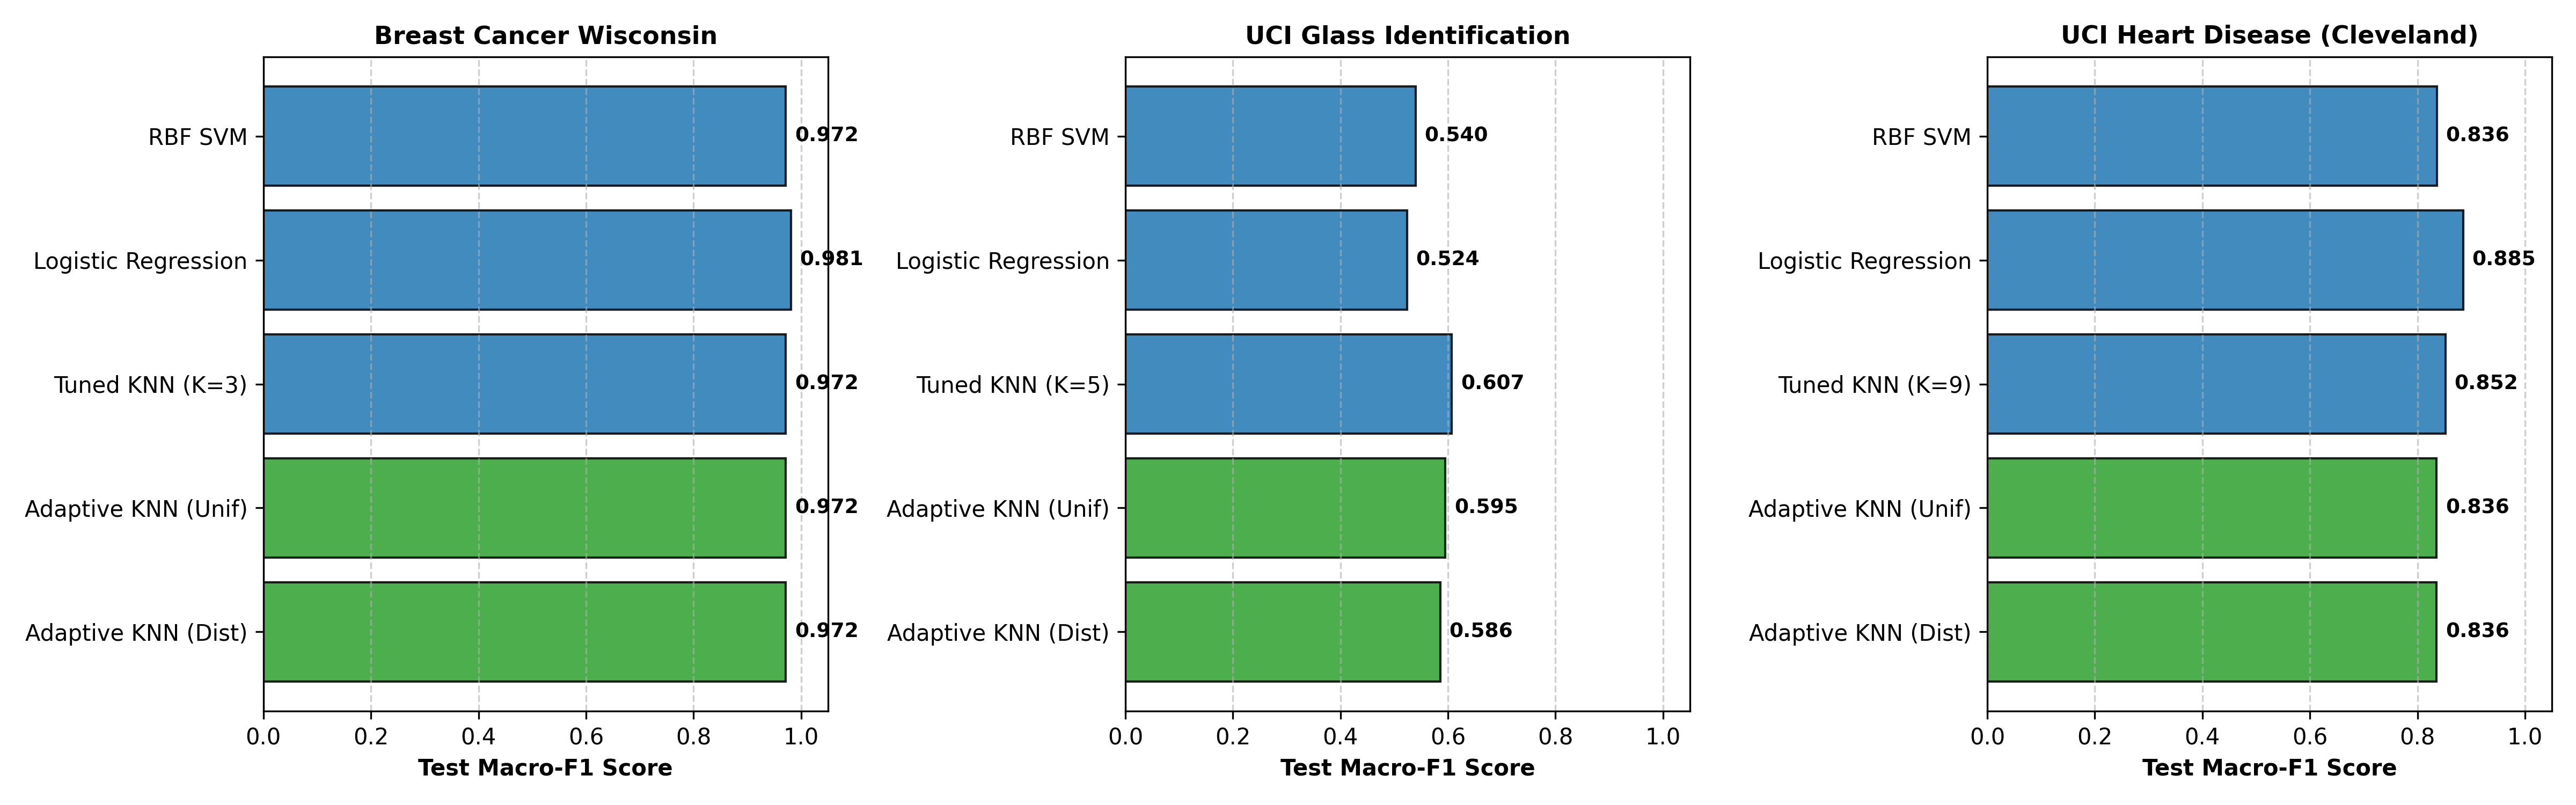 Breast Cancer Wisconsin
RBF SVM
0.972
Logistic Regression
0.981
Tuned KNN (K=3)
0.972
Adaptive KNN (Unif)
0.972
Adaptive KNN (Dist)
0.972
0.0 0.2 0.4 0.6 0.8 1.0
Test Macro-F1 Score
UCI Glass Identification
RBF SVM
0.540
Logistic Regression
0.524
Tuned KNN (K=5)
0.607
Adaptive KNN (Unif)
0.595
Adaptive KNN (Dist)
0.586
0.0 0.2 0.4 0.6 0.8 1.0
Test Macro-F1 Score
UCI Heart Disease (Cleveland)
RBF SVM
0.836
Logistic Regression
0.885
Tuned KNN (K=9)
0.852
Adaptive KNN (Unif)
0.836
Adaptive KNN (Dist)
0.836
0.0 0.2 0.4 0.6 0.8 1.0
Test Macro-F1 Score